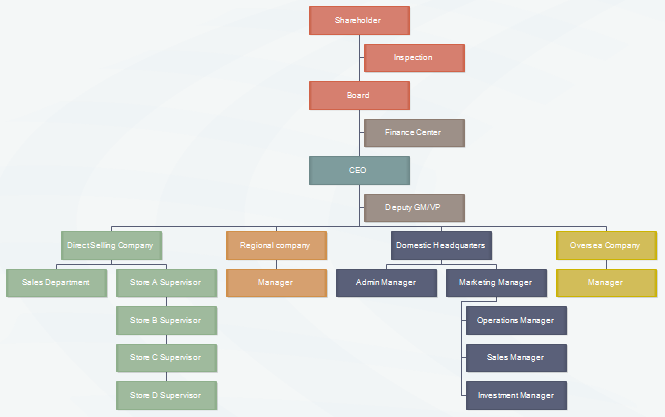 Shareholder
Inspection
Board
Finance Center
CEO
Deputy GM/VP
Direct Selling Company
Regional company
Domestic Headquarters
Oversea Company
Sales Department
Store A Supervisor
Manager
Admin Manager
Marketing Manager
Manager
Store B Supervisor
Operations Manager
Store C Supervisor
Sales Manager
Store D Supervisor
Investment Manager